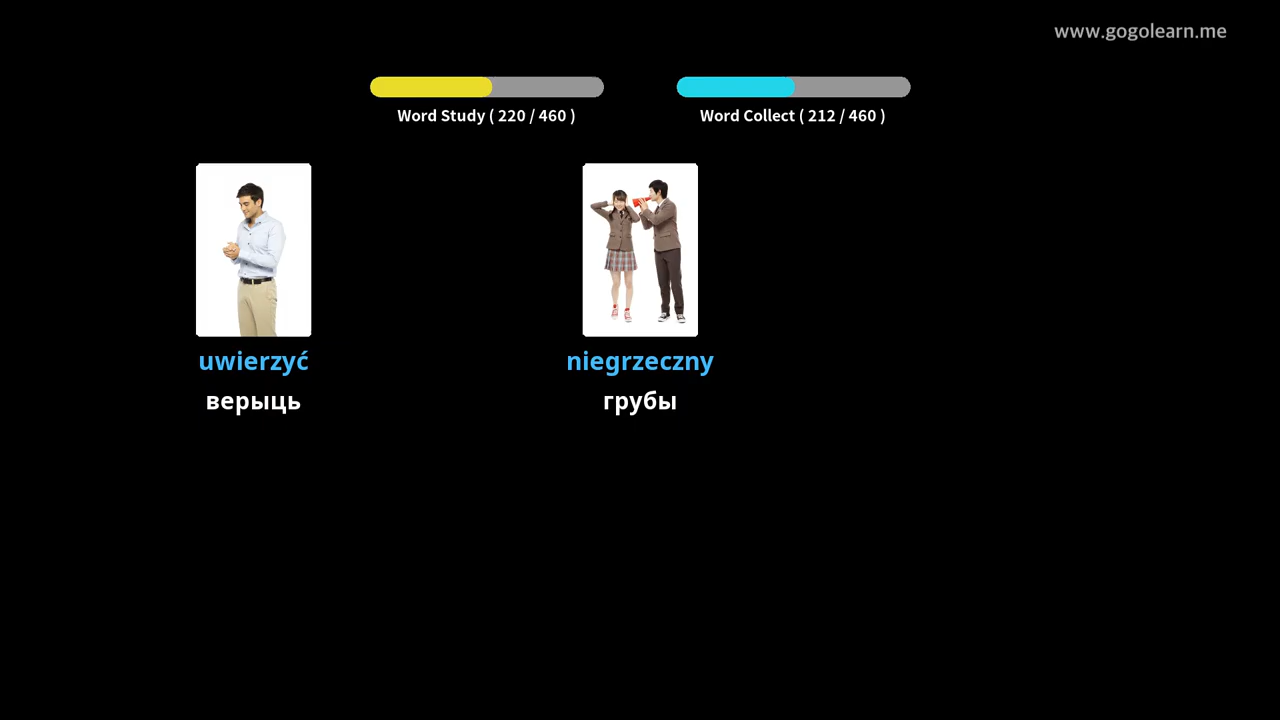 www.gogolearn.me
Word Study ( 220 / 460 )
Word Collect ( 212 / 460 )
uwierzyć
niegrzeczny
верыць
грубы